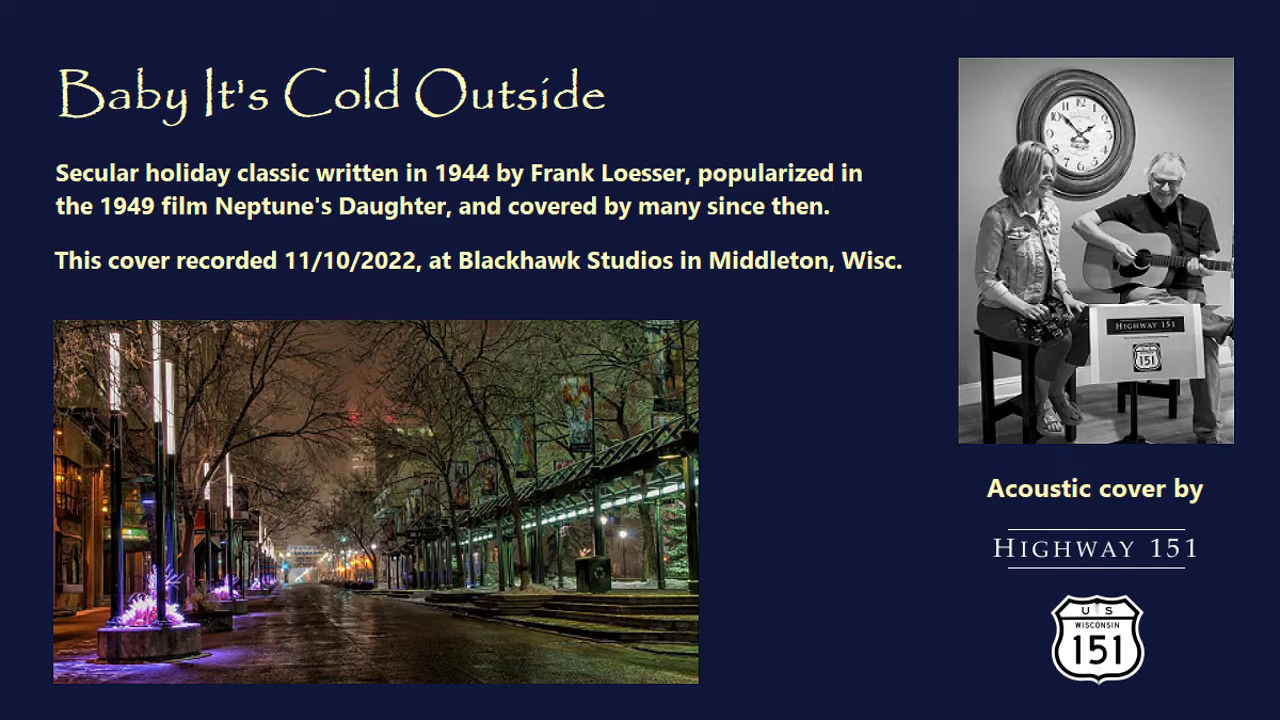 Baby It's Cold Outside
Secular holiday classic written in 1944 by Frank Loesser, popularized in
the 1949 film Neptune's Daughter, and covered by many since then.
This cover recorded 11/10/2022, at Blackhawk Studios in Middleton, Wisc.
12
HIGHWAY 151
151
Acoustic cover by
HIGHWAY 151
U S
WISCONSIN
151